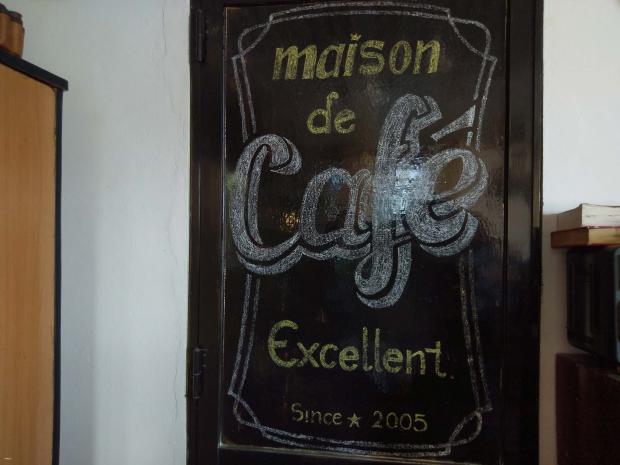 maison
de
Café
Excellent.
Since ★ 2005